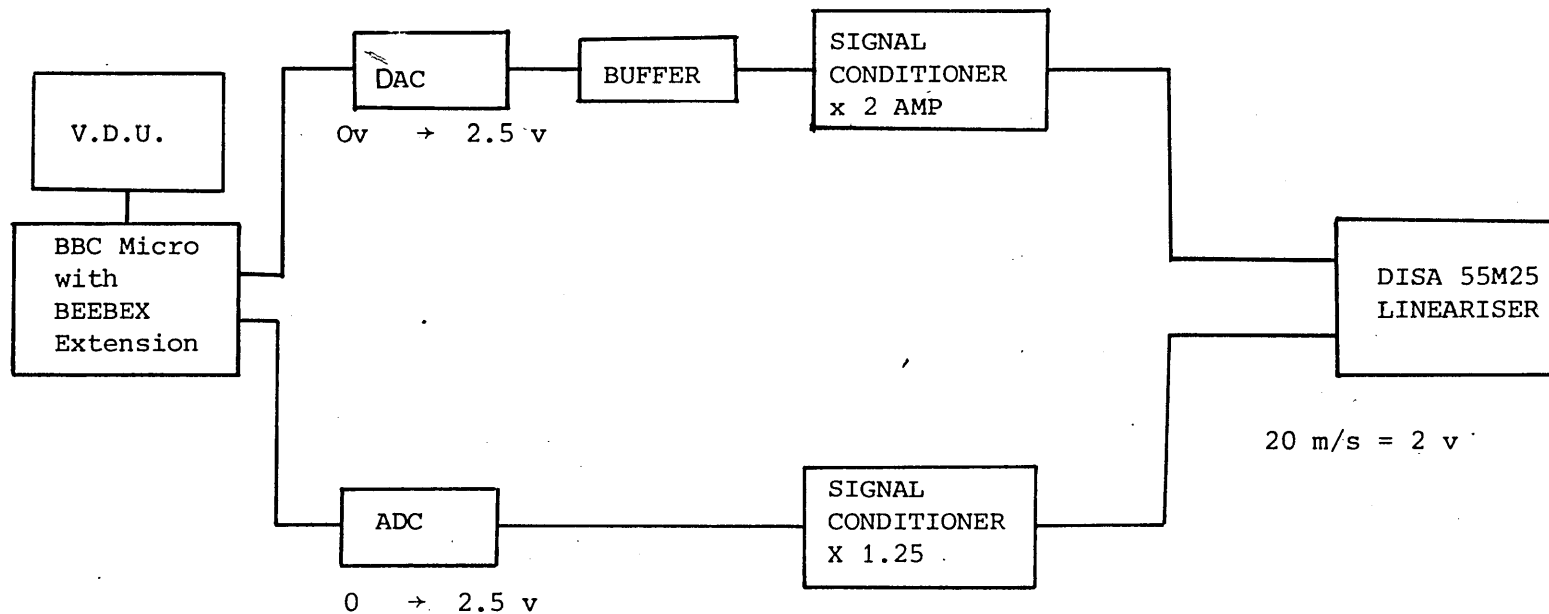 V.D.U.
BBC Micro
with
BEEBEX
Extension
DAC
0v → 2.5 v
BUFFER
SIGNAL
CONDITIONER
x 2 AMP
DISA 55M25
LINEARISER
20 m/s = 2 v
ADC
0 → 2.5 v
SIGNAL
CONDITIONER
X 1.25